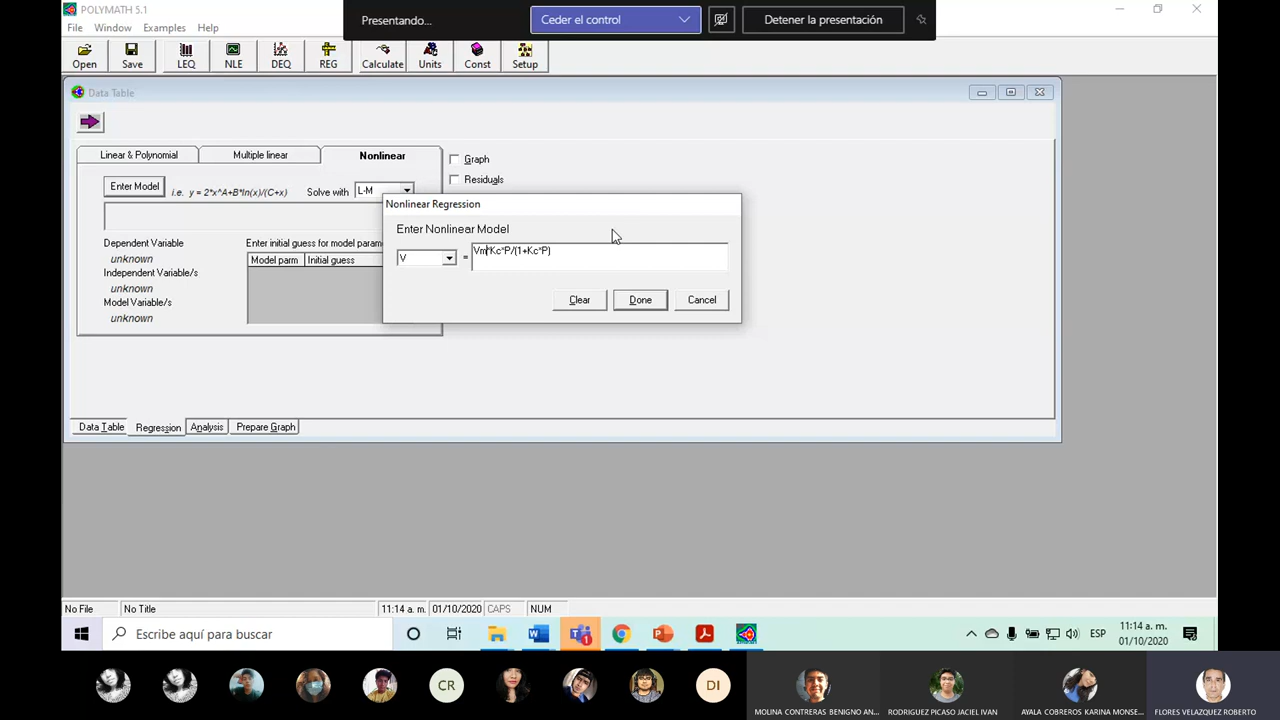 POLYMATH 5.1
Presentando...
Ceder el control
Detener la presentación
File Window Examples Help
Open Save LEQ NLE DEQ REG Calculate Units Const Setup
Data Table
Linear & Polynomial Multiple linear Nonlinear
Graph
Enter Model i.e. y = 2*x^A+B*ln(x)/(C+x) Solve with L-M
Residuals
Nonlinear Regression
Enter Nonlinear Model
V = Vm*Kc*P/(1+Kc*P)
Clear Done Cancel
Dependent Variable
unknown
Independent Variable/s
unknown
Model Variable/s
unknown
Enter initial guess for model param
Model parm Initial guess
Data Table Regression Analysis Prepare Graph
No File No Title 11:14 a. m. 01/10/2020 CAPS NUM
Escribe aquí para buscar
1
ESP
11:14 a. m.
01/10/2020
CR
DI
MOLINA CONTRERAS BENIGNO AN...
RODRIGUEZ PICASO JACIEL IVAN
AYALA COBREROS KARINA MONSE...
FLORES VELAZQUEZ ROBERTO